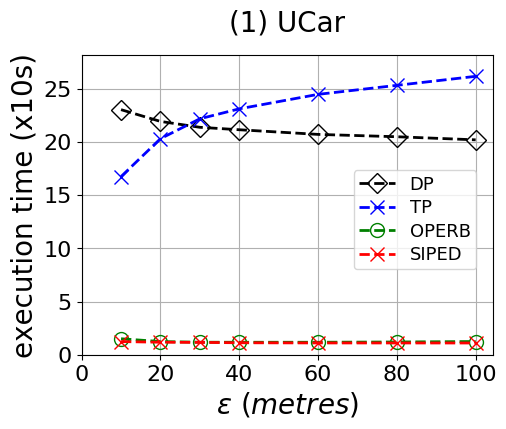 (1) UCar
execution time (x10s)
25
20
15
10
5
0
DP
TP
OPERB
SIPED
0 20 40 60 80 100
ε (metres)